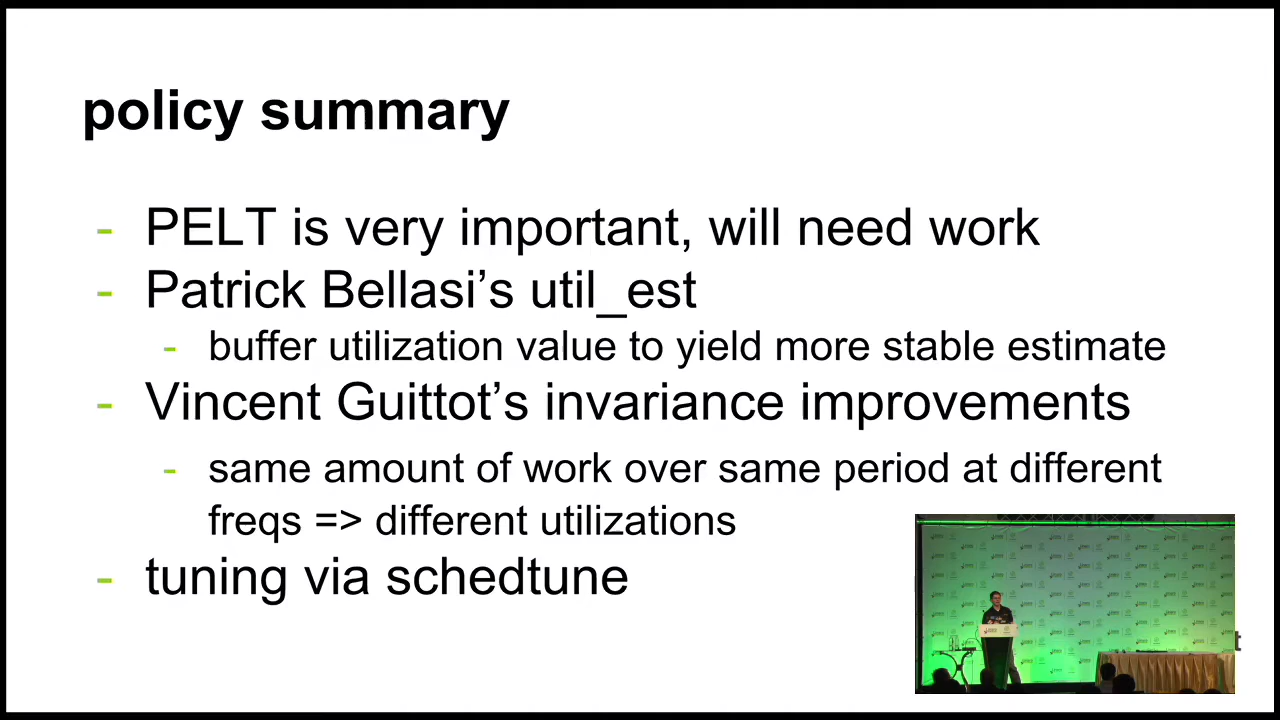 policy summary
- PELT is very important, will need work
- Patrick Bellasi’s util_est
- buffer utilization value to yield more stable estimate
- Vincent Guittot’s invariance improvements
- same amount of work over same period at different
freqs => different utilizations
- tuning via schedtune